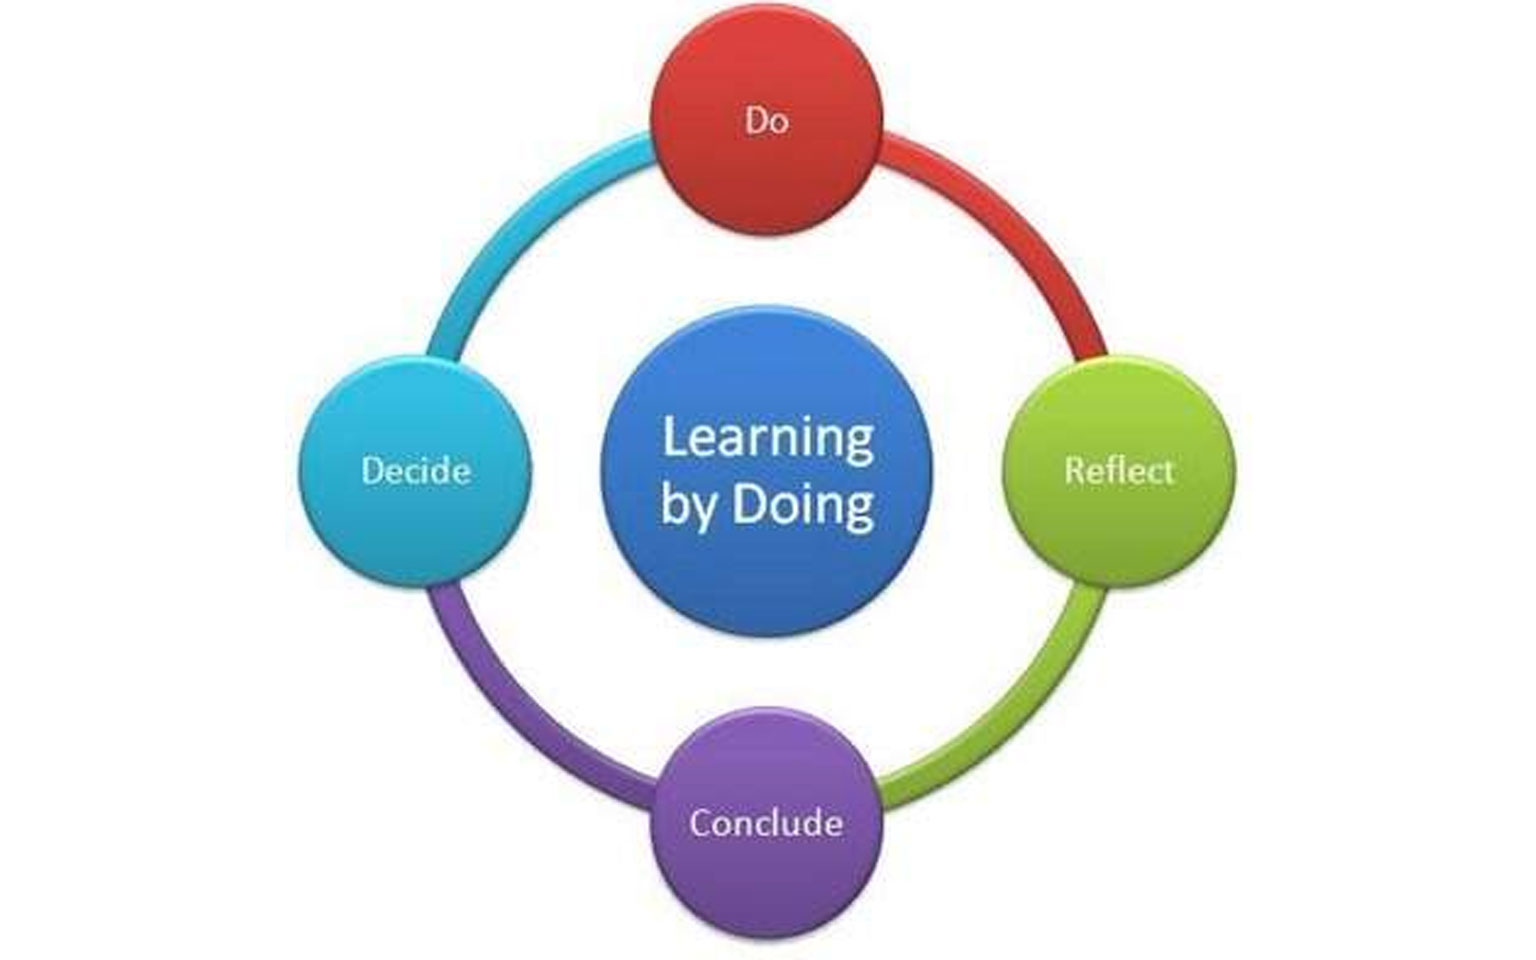 Do
Decide
Learning
by Doing
Reflect
Conclude